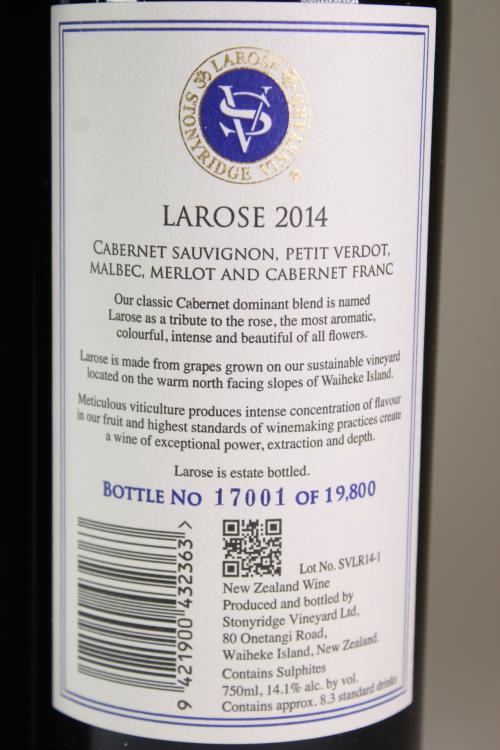 LAROSE
STONYRIDGE VINEYARD
SV
LAROSE 2014
CABERNET SAUVIGNON, PETIT VERDOT,
MALBEC, MERLOT AND CABERNET FRANC
Our classic Cabernet dominant blend is named
Larose as a tribute to the rose, the most aromatic,
colourful, intense and beautiful of all flowers.
Larose is made from grapes grown on our sustainable vineyard
located on the warm north facing slopes of Waiheke Island.
Meticulous viticulture produces intense concentration of flavour
in our fruit and highest standards of winemaking practices create
a wine of exceptional power, extraction and depth.
Larose is estate bottled.
BOTTLE NO 17001 OF 19,800
Lot No. SVLR14-1
New Zealand Wine
Produced and bottled by
Stonyridge Vineyard Ltd,
80 Onetangi Road,
Waiheke Island, New Zealand.
Contains Sulphites
750ml, 14.1% alc. by vol.
Contains approx. 8.3 standard drinks
9 421900 432363 >